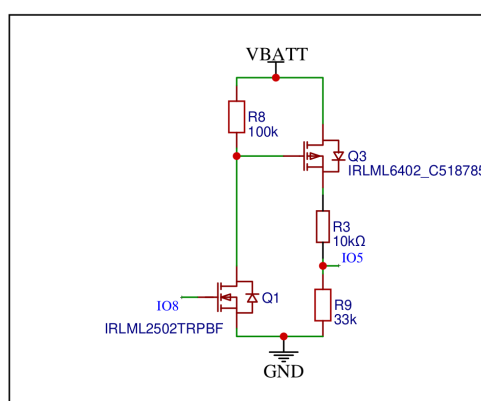 VBATT
R8
100k
Q3
IRLML6402_C518785
R3
10kΩ
IO5
IO8
Q1
IRLML2502TRPBF
R9
33k
GND